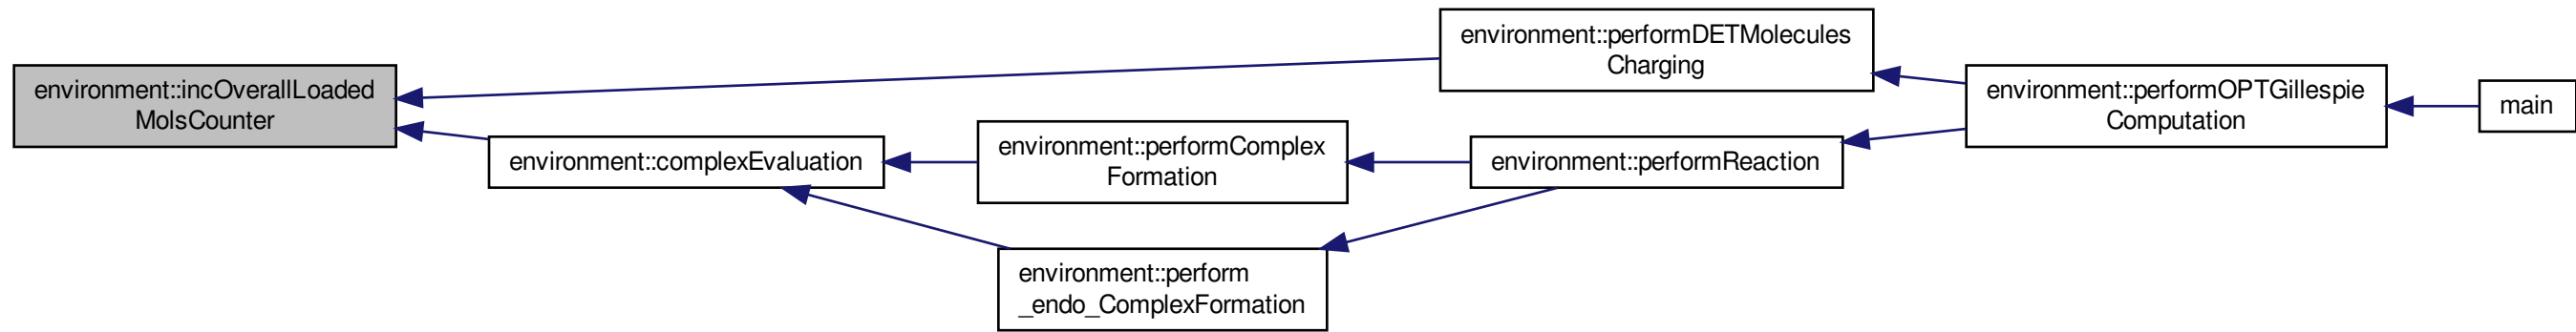 environment::incOverallLoaded
MolsCounter
environment::performDETMolecules
Charging
environment::complexEvaluation
environment::performComplex
Formation
environment::perform
_endo_ComplexFormation
environment::performReaction
environment::performOPTGillespie
Computation
main